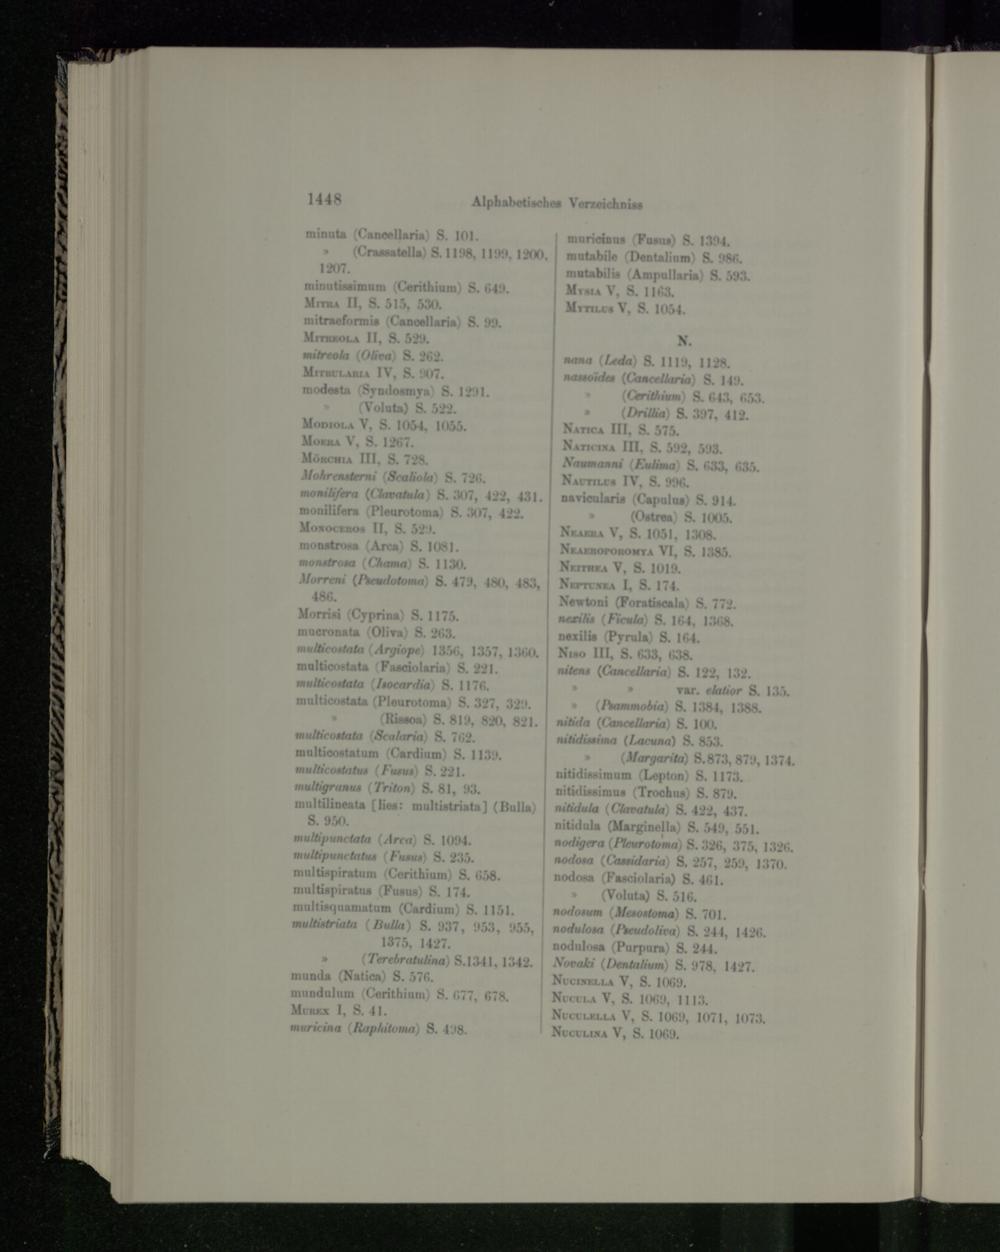 1448 Alphabetisches Verzeichniss
minuta (Cancellaria) S. 101.
» (Crassatella) S. 1198, 1199, 1200,
1207.
minutissimum (Cerithium) S. 649.
MITRA II, S. 515, 530.
mitraeformis (Cancellaria) S. 99.
MITREOLA II, S. 529.
mitreola (Oliva) S. 262.
MITRULARIA IV, S. 907.
modesta (Syndosmya) S. 1291.
» (Voluta) S. 522.
MODIOLA V, S. 1054, 1055.
MOERA V, S. 1267.
MÖRCHIA III, S. 728.
Mohrensterni (Scaliola) S. 726.
monilifera (Clavatula) S. 307, 422, 431.
monilifera (Pleurotoma) S. 307, 422.
MONOCEROS II, S. 529.
monstrosa (Arca) S. 1081.
monstrosa (Chama) S. 1130.
Morreni (Pseudotoma) S. 479, 480, 483,
486.
Morrisi (Cyprina) S. 1175.
mucronata (Oliva) S. 263.
multicostata (Argiope) 1356, 1357, 1360.
multicostata (Fasciolaria) S. 221.
multicostata (Isocardia) S. 1176.
multicostata (Pleurotoma) S. 327, 329.
» (Rissoa) S. 819, 820, 821.
multicostata (Scalaria) S. 762.
multicostatum (Cardium) S. 1139.
multicostatus (Fusus) S. 221.
multigranus (Triton) S. 81, 93.
multilineata [lies: multistriata] (Bulla)
S. 950.
multipunctata (Arca) S. 1094.
multipunctatus (Fusus) S. 235.
multispiratum (Cerithium) S. 658.
multispiratus (Fusus) S. 174.
multisquamatum (Cardium) S. 1151.
multistriata (Bulla) S. 937, 953, 955,
1375, 1427.
» (Terebratulina) S. 1341, 1342.
munda (Natica) S. 576.
mundulum (Cerithium) S. 677, 678.
MUREX I, S. 41.
muricina (Raphitoma) S. 498.
muricinus (Fusus) S. 1394.
mutabile (Dentalium) S. 986.
mutabilis (Ampullaria) S. 593.
MYSIA V, S. 1163.
MYTILUS V, S. 1054.
N.
nana (Leda) S. 1119, 1128.
nassoides (Cancellaria) S. 149.
» (Cerithium) S. 643, 653.
» (Drillia) S. 397, 412.
NATICA III, S. 575.
NATICINA III, S. 592, 593.
Naumanni (Eulima) S. 633, 635.
NAUTILUS IV, S. 996.
navicularis (Capulus) S. 914.
» (Ostrea) S. 1005.
NEAERA V, S. 1051, 1308.
NEAEROPOROMYA VI, S. 1385.
NEITHEA V, S. 1019.
NEPTUNEA I, S. 174.
Newtoni (Foratiscala) S. 772.
nexilis (Ficula) S. 164, 1368.
nexilis (Pyrula) S. 164.
NISO III, S. 633, 638.
nitens (Cancellaria) S. 122, 132.
» » var. elatior S. 135.
» (Psammobia) S. 1384, 1388.
nitida (Cancellaria) S. 100.
nitidissima (Lacuna) S. 853.
» (Margarita) S. 873, 879, 1374.
nitidissimum (Lepton) S. 1173.
nitidissimus (Trochus) S. 879.
nitidula (Clavatula) S. 422, 437.
nitidula (Marginella) S. 549, 551.
nodigera (Pleurotoma) S. 326, 375, 1326.
nodosa (Cassidaria) S. 257, 259, 1370.
nodosa (Fasciolaria) S. 461.
» (Voluta) S. 516.
nodosum (Mesostoma) S. 701.
nodulosa (Pseudoliva) S. 244, 1426.
nodulosa (Purpura) S. 244.
Novaki (Dentalium) S. 978, 1427.
NUCINELLA V, S. 1069.
NUCULA V, S. 1069, 1113.
NUCULELLA V, S. 1069, 1071, 1073.
NUCULINA V, S. 1069.